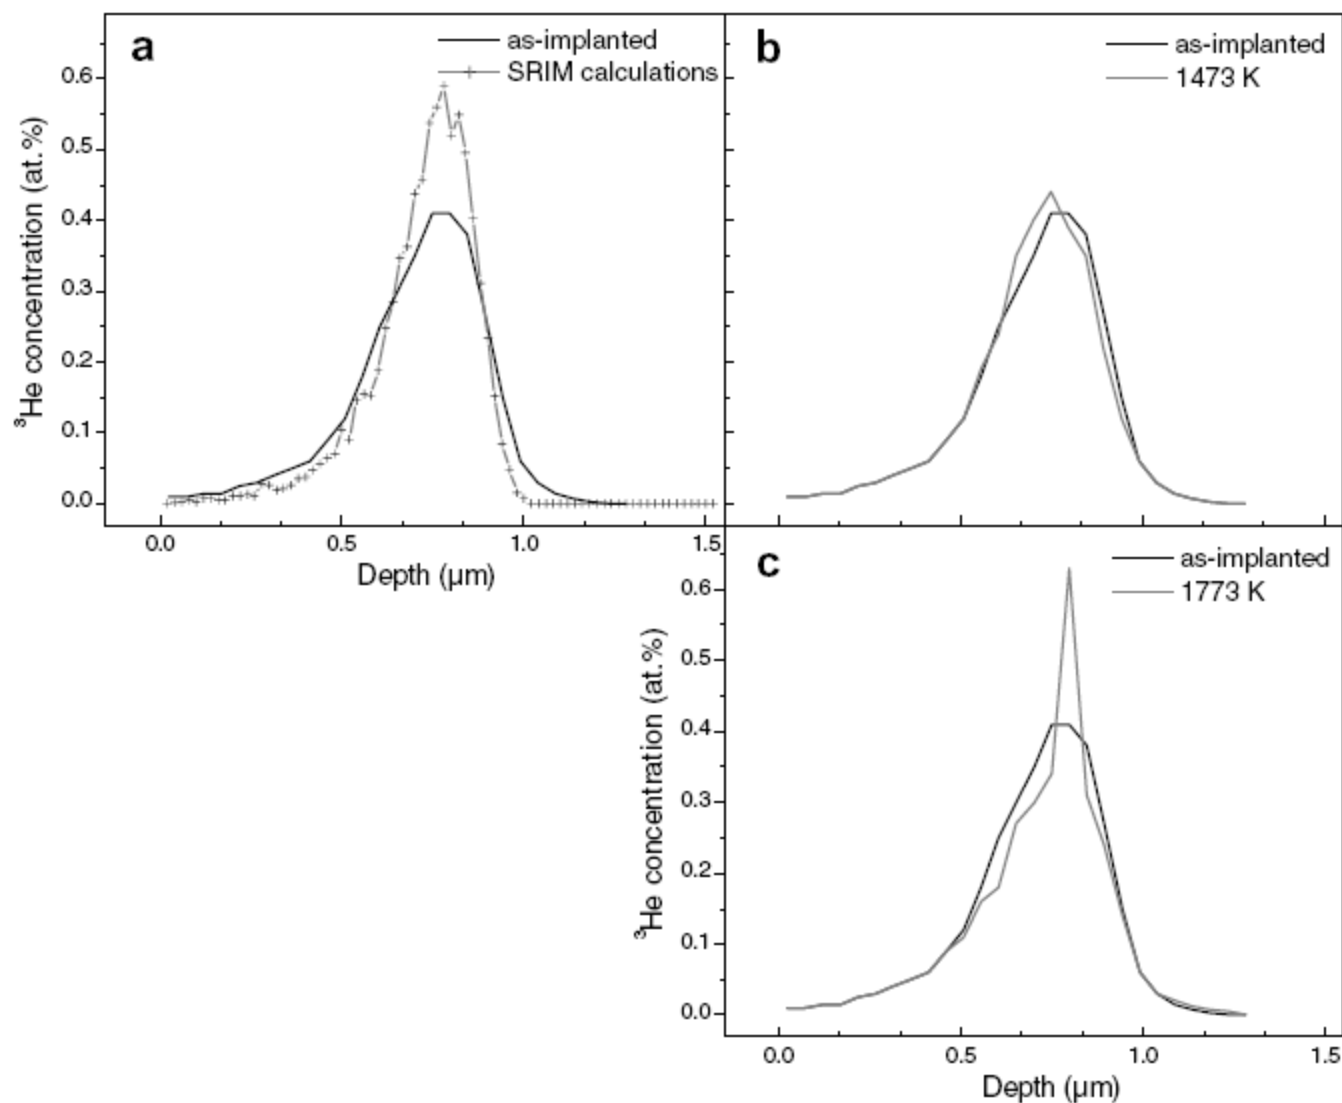 a
as-implanted
SRIM calculations
0.6
0.5
0.4
0.3
0.2
0.1
0.0
³He concentration (at.%)
0.0 0.5 1.0 1.5
Depth (µm)
b
as-implanted
1473 K
c
as-implanted
1773 K
0.6
0.5
0.4
0.3
0.2
0.1
0.0
³He concentration (at.%)
0.0 0.5 1.0 1.5
Depth (µm)